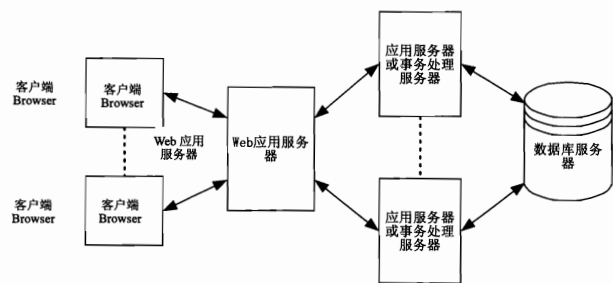 应用服务器
或事务处理
服务器
客户端
Browser
客户端
Browser
Web 应用
服务器
Web应用服务
器
数据库服务
器
客户端
Browser
客户端
Browser
应用服务器
或事务处理
服务器